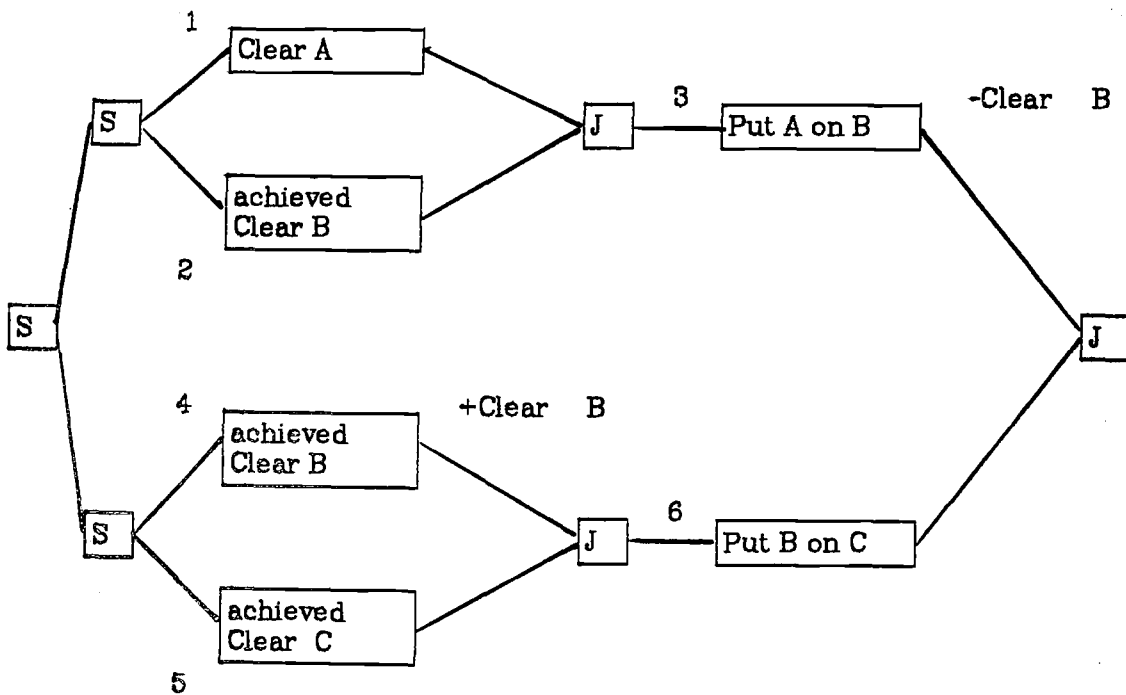 1
Clear A
S
achieved
Clear B
2
J
3
Put A on B
-Clear B
S
J
4
achieved
Clear B
+Clear B
S
achieved
Clear C
5
J
6
Put B on C